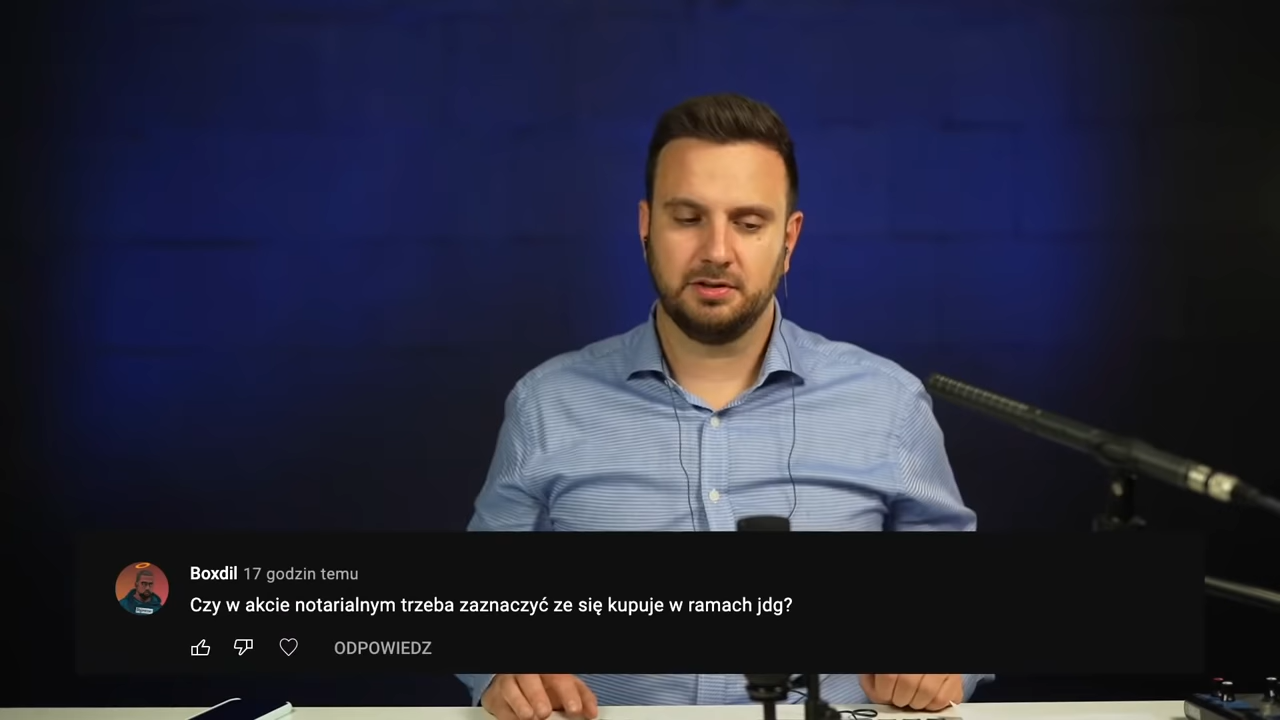 Boxdil 17 godzin temu
Czy w akcie notarialnym trzeba zaznaczyć ze się kupuje w ramach jdg?
ODPOWIEDZ